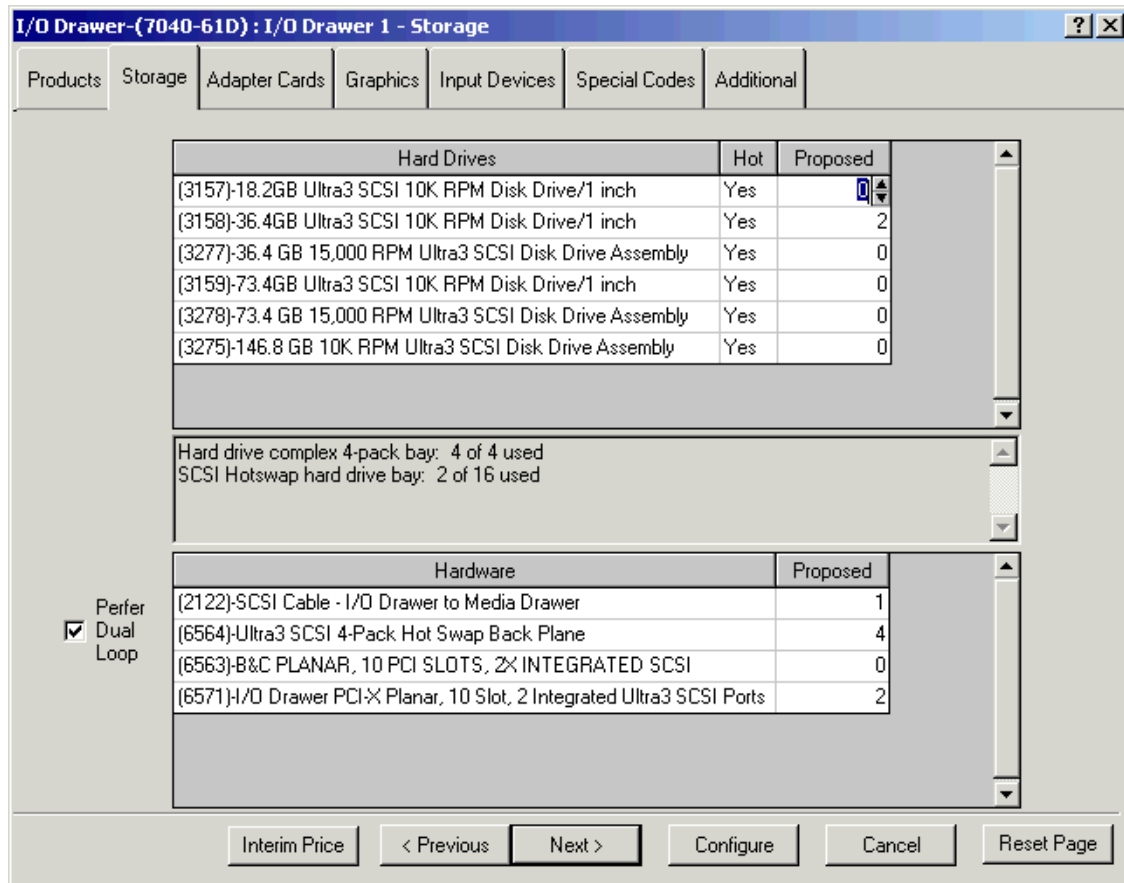 I/O Drawer-(7040-61D) : I/O Drawer 1 - Storage
Products Storage Adapter Cards Graphics Input Devices Special Codes Additional
Hard Drives Hot Proposed
(3157)-18.2GB Ultra3 SCSI 10K RPM Disk Drive/1 inch Yes 0
(3158)-36.4GB Ultra3 SCSI 10K RPM Disk Drive/1 inch Yes 2
(3277)-36.4 GB 15,000 RPM Ultra3 SCSI Disk Drive Assembly Yes 0
(3159)-73.4GB Ultra3 SCSI 10K RPM Disk Drive/1 inch Yes 0
(3278)-73.4 GB 15,000 RPM Ultra3 SCSI Disk Drive Assembly Yes 0
(3275)-146.8 GB 10K RPM Ultra3 SCSI Disk Drive Assembly Yes 0
Hard drive complex 4-pack bay: 4 of 4 used
SCSI Hotswap hard drive bay: 2 of 16 used
Hardware Proposed
(2122)-SCSI Cable - I/O Drawer to Media Drawer 1
(6564)-Ultra3 SCSI 4-Pack Hot Swap Back Plane 4
(6563)-B&C PLANAR, 10 PCI SLOTS, 2X INTEGRATED SCSI 0
(6571)-I/O Drawer PCI-X Planar, 10 Slot, 2 Integrated Ultra3 SCSI Ports 2
Perfer
Dual
Loop
Interim Price < Previous Next > Configure Cancel Reset Page